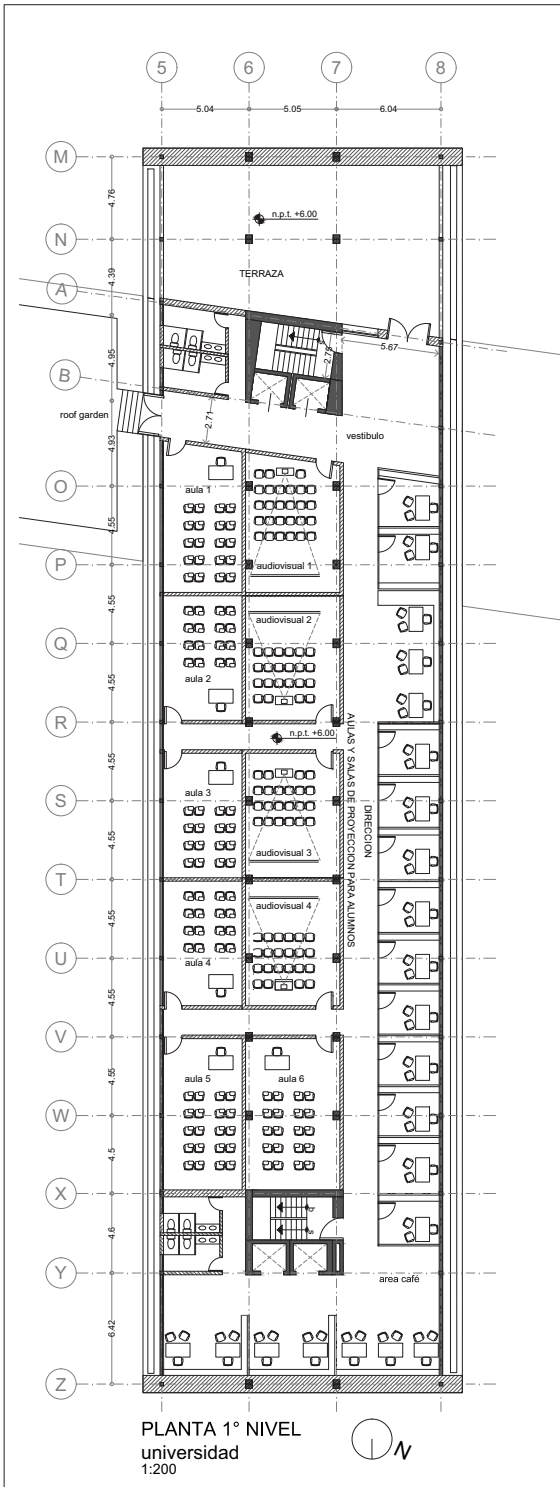 5 6 7 8
5.04 5.05 6.04
M
4.76
n.p.t. +6.00
N
TERRAZA
4.39
A
5.67
2.75
4.95
B
roof garden
2.71
vestibulo
4.93
O
aula 1
4.55
P
audiovisual 1
4.55
audiovisual 2
Q
aula 2
4.55
R
n.p.t. +6.00
4.55
aula 3
S
AULAS Y SALAS DE PROYECCION PARA ALUMNOS
DIRECCION
4.55
audiovisual 3
T
audiovisual 4
4.55
U
aula 4
4.55
V
4.55
aula 5 aula 6
W
4.5
X
b
s
4.6
Y
area café
6.42
Z
PLANTA 1° NIVEL
universidad
1:200
N